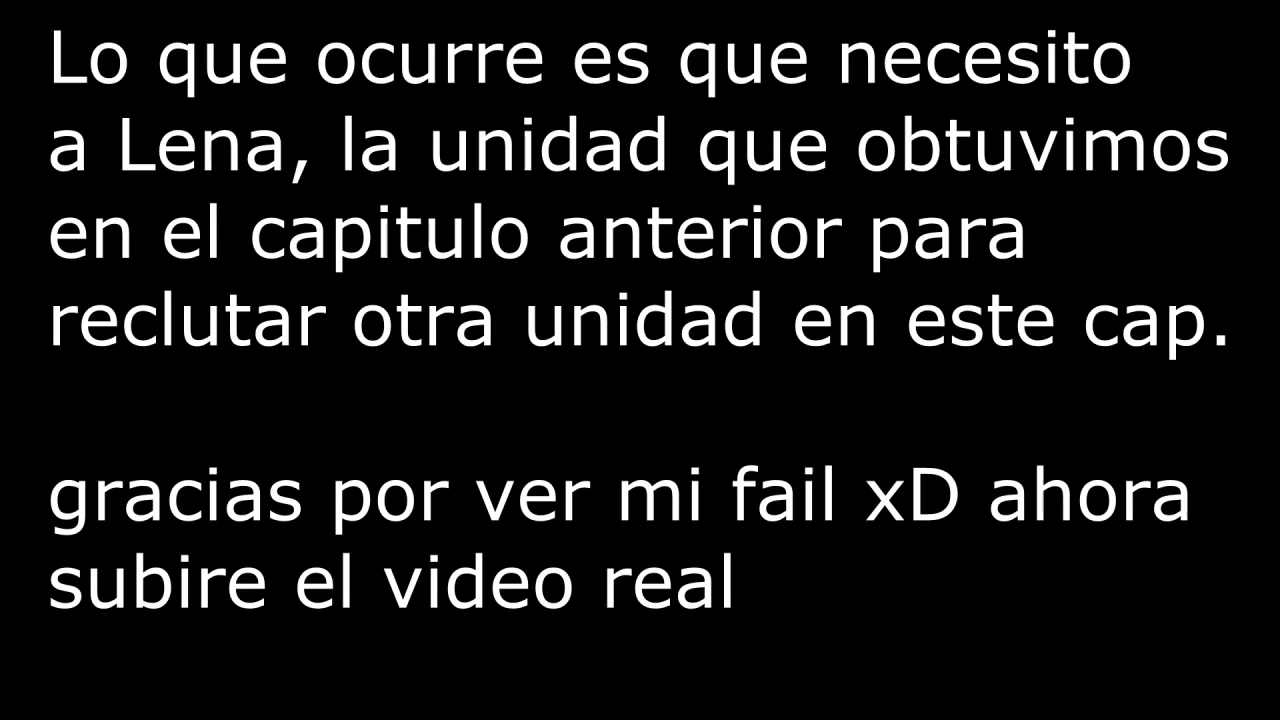 Lo que ocurre es que necesito
a Lena, la unidad que obtuvimos
en el capitulo anterior para
reclutar otra unidad en este cap.
gracias por ver mi fail xD ahora
subire el video real